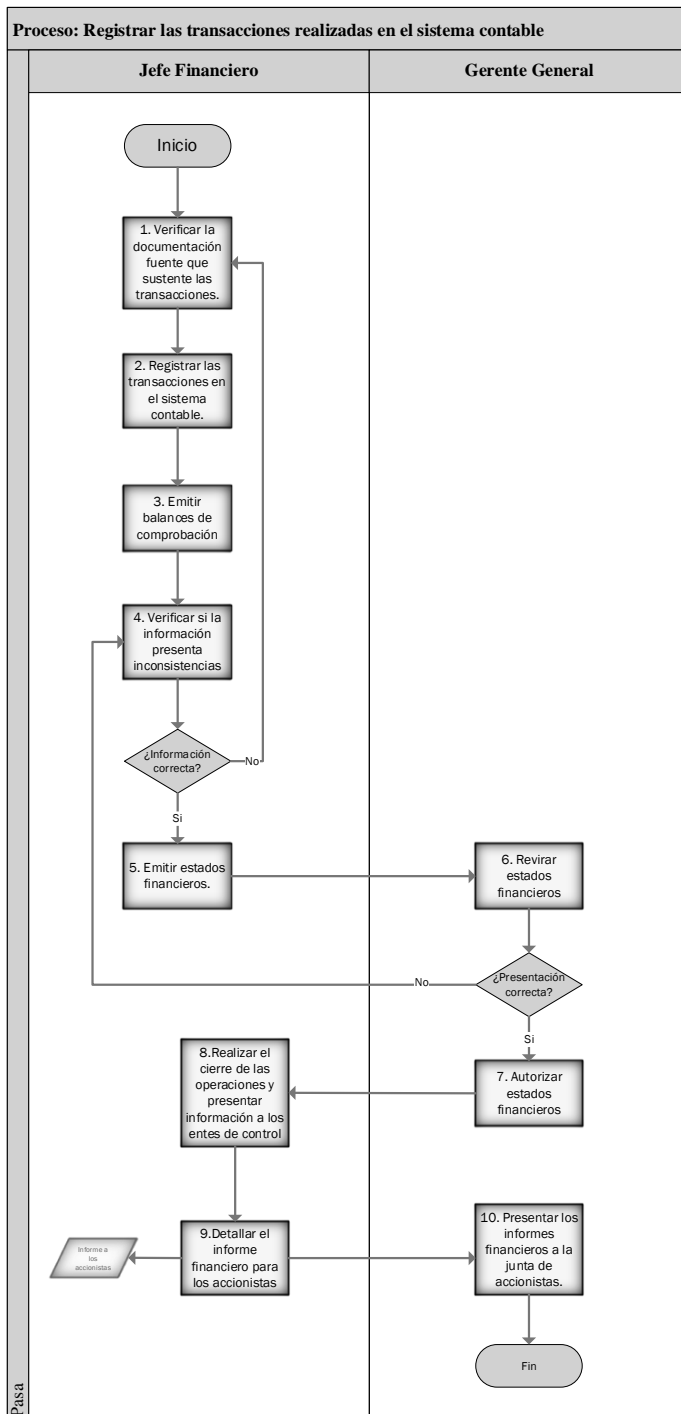 Proceso: Registrar las transacciones realizadas en el sistema contable
Jefe Financiero
Gerente General
Inicio
1. Verificar la
documentación
fuente que
sustente las
transacciones.
2. Registrar las
transacciones en
el sistema
contable.
3. Emitir
balances de
comprobación
4. Verificar si la
información
presenta
inconsistencias
¿Información
correcta?
No
Si
5. Emitir estados
financieros.
6. Revirar
estados
financieros
¿Presentación
correcta?
No
Si
7. Autorizar
estados
financieros
8.Realizar el
cierre de las
operaciones y
presentar
información a los
entes de control
9.Detallar el
informe
financiero para
los accionistas
Informe a
los
accionistas
10. Presentar los
informes
financieros a la
junta de
accionistas.
Fin
Pasa